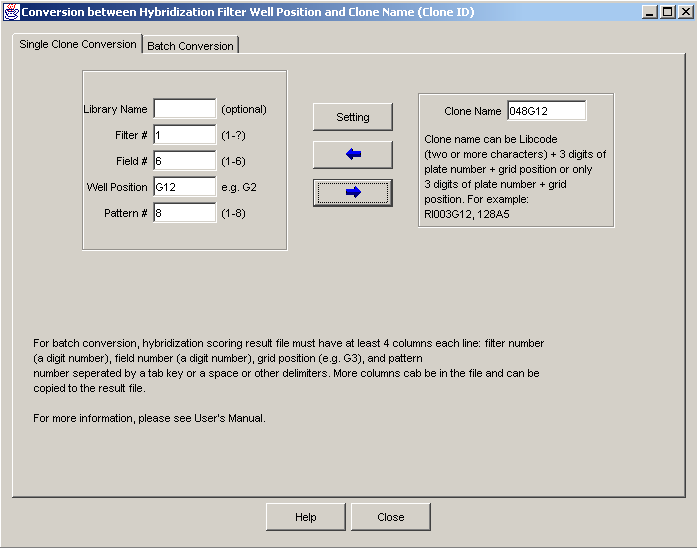 Conversion between Hybridization Filter Well Position and Clone Name (Clone ID)
Single Clone Conversion
Batch Conversion
Library Name (optional)
Filter # 1 (1-?)
Field # 6 (1-6)
Well Position G12 e.g. G2
Pattern # 8 (1-8)
Setting
Clone Name 048G12
Clone name can be Libcode
(two or more characters) + 3 digits of
plate number + grid position or only
3 digits of plate number + grid
position. For example:
RI003G12, 128A5
For batch conversion, hybridization scoring result file must have at least 4 columns each line: filter number
(a digit number), field number (a digit number), grid position (e.g. G3), and pattern
number seperated by a tab key or a space or other delimiters. More columns cab be in the file and can be
copied to the result file.
For more information, please see User's Manual.
Help
Close